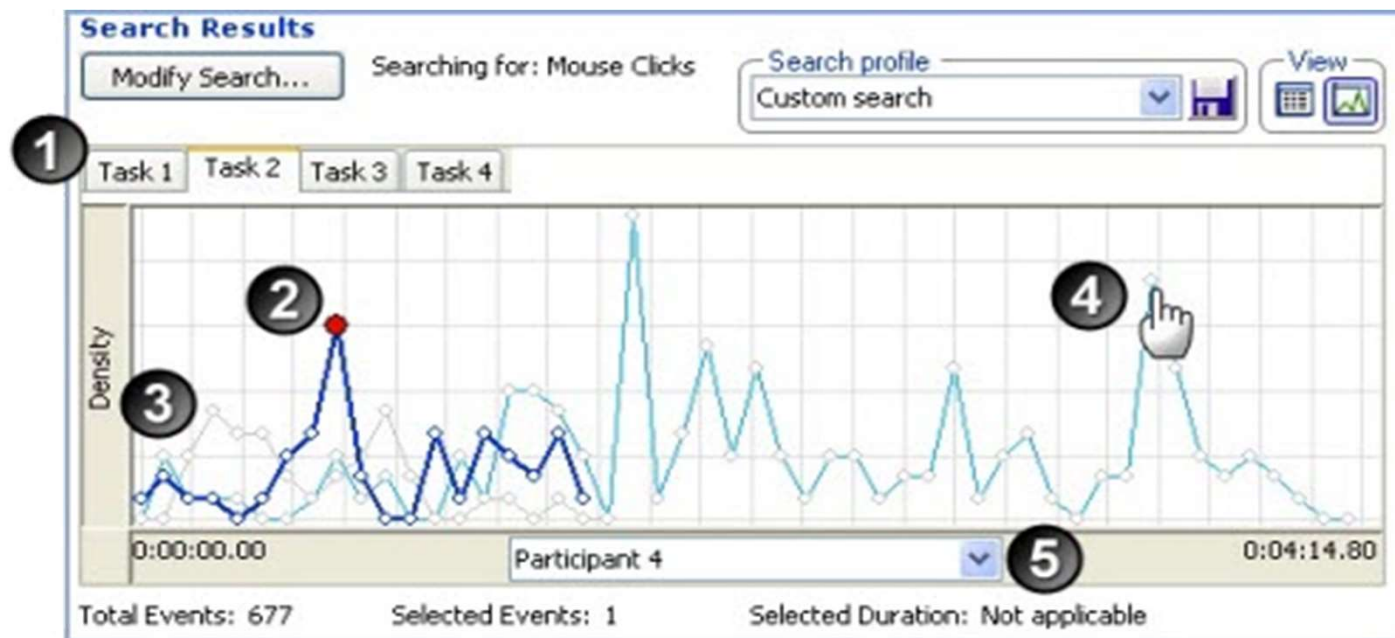 Search Results
Modify Search...
Searching for: Mouse Clicks
Search profile
Custom search
View
1
Task 1
Task 2
Task 3
Task 4
2
4
Density
3
0:00:00.00
Participant 4
5
0:04:14.80
Total Events: 677
Selected Events: 1
Selected Duration: Not applicable